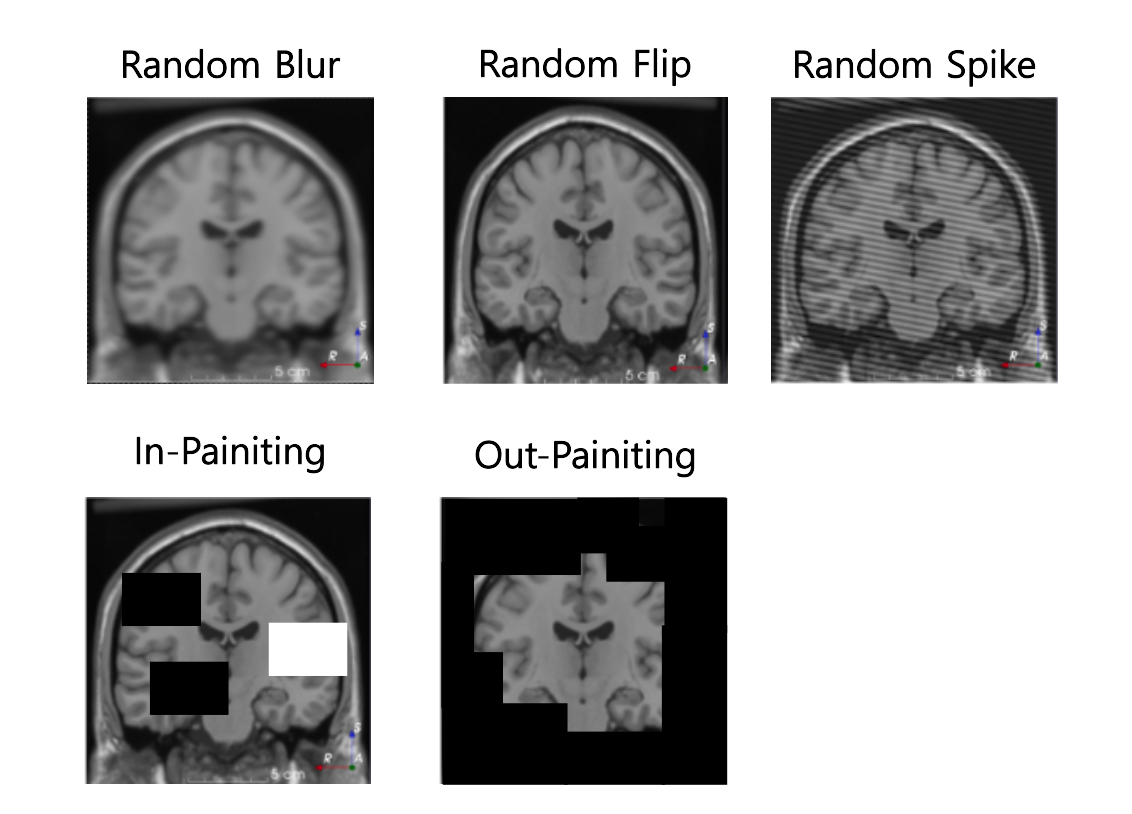 Random Blur
Random Flip
Random Spike
R
S
A
5 cm
R
S
A
5 cm
R
S
A
5 cm
In-Painiting
Out-Painiting
R
S
A
5 cm